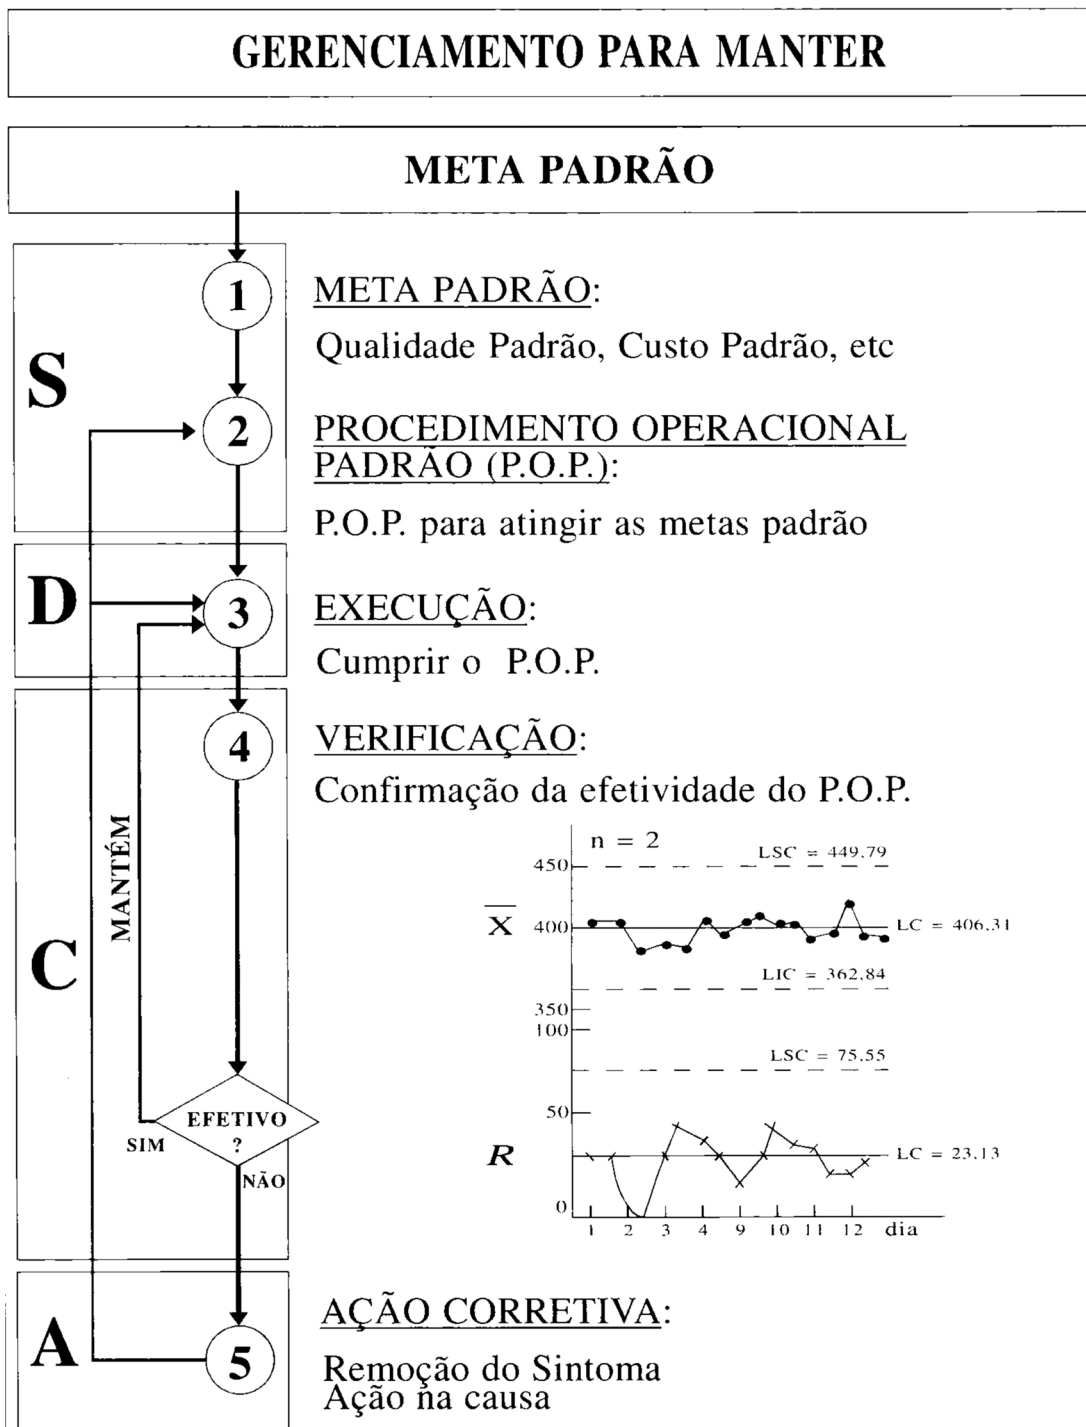 GERENCIAMENTO PARA MANTER
META PADRÃO
S
1
META PADRÃO:
Qualidade Padrão, Custo Padrão, etc
2
PROCEDIMENTO OPERACIONAL
PADRÃO (P.O.P.):
P.O.P. para atingir as metas padrão
D
3
EXECUÇÃO:
Cumprir o P.O.P.
C
4
VERIFICAÇÃO:
Confirmação da efetividade do P.O.P.
MANTÉM
n = 2
LSC = 449.79
450
X
400
LC = 406.31
LIC = 362.84
350
100
LSC = 75.55
50
R
LC = 23.13
0
1 2 3 4 9 10 11 12 dia
EFETIVO
?
SIM
NÃO
A
5
AÇÃO CORRETIVA:
Remoção do Sintoma
Ação na causa